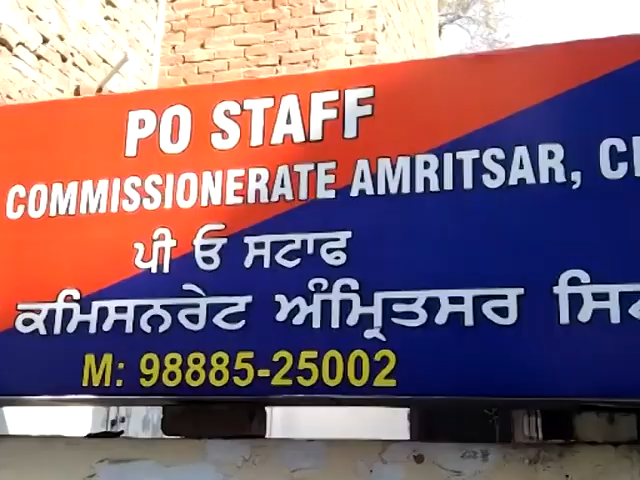 PO STAFF
COMMISSIONERATE AMRITSAR,
ਪੀ ਓ ਸਟਾਫ
ਕਮਿਸਨਰੇਟ ਅੰਮ੍ਰਿਤਸਰ
M: 98885-25002